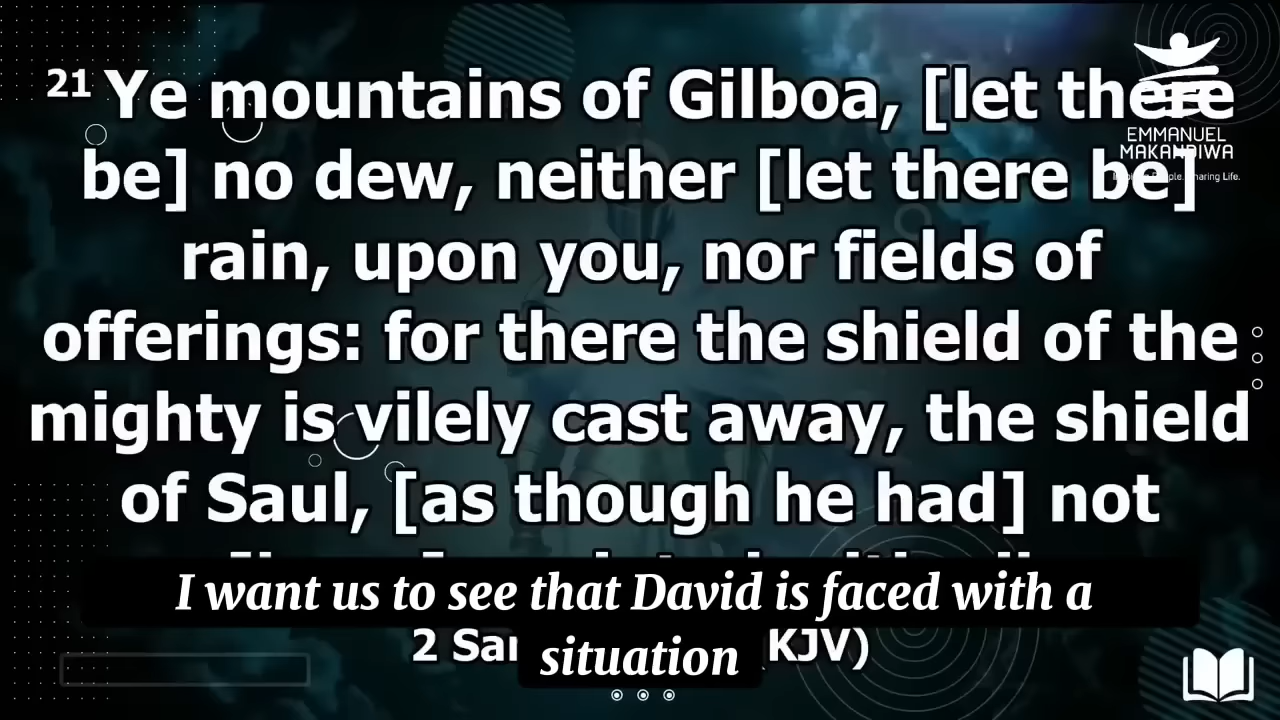 21 Ye mountains of Gilboa, [let there
be] no dew, neither [let there be]
rain, upon you, nor fields of
offerings: for there the shield of the
mighty is vilely cast away, the shield
of Saul, [as though he had] not
I want us to see that David is faced with a
situation
2 KJV)
EMMANUEL
MAKANDIWA
Sharing Life.